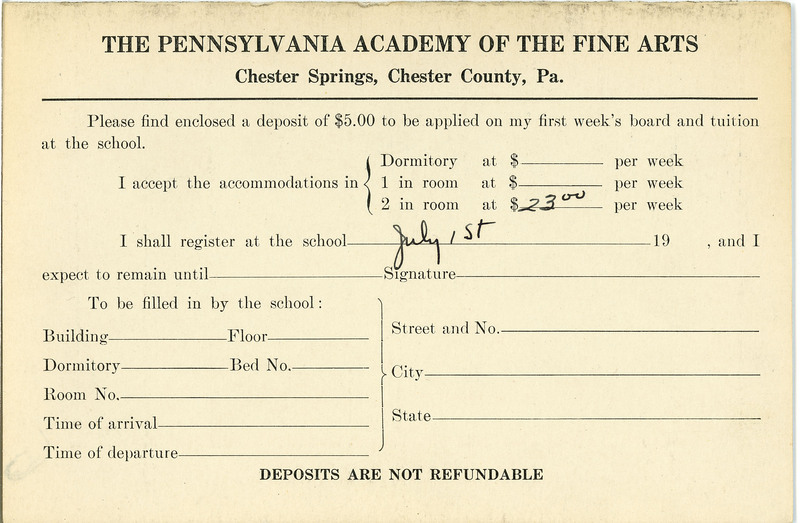 THE PENNSYLVANIA ACADEMY OF THE FINE ARTS
Chester Springs, Chester County, Pa.
Please find enclosed a deposit of $5.00 to be applied on my first week's board and tuition
at the school.
I accept the accommodations in
Dormitory at $ per week
1 in room at $ per week
2 in room at $23 00 per week
I shall register at the school July 1st 19 , and I
expect to remain until Signature
To be filled in by the school:
Building Floor
Dormitory Bed No.
Room No.
Time of arrival
Time of departure
Street and No.
City
State
DEPOSITS ARE NOT REFUNDABLE